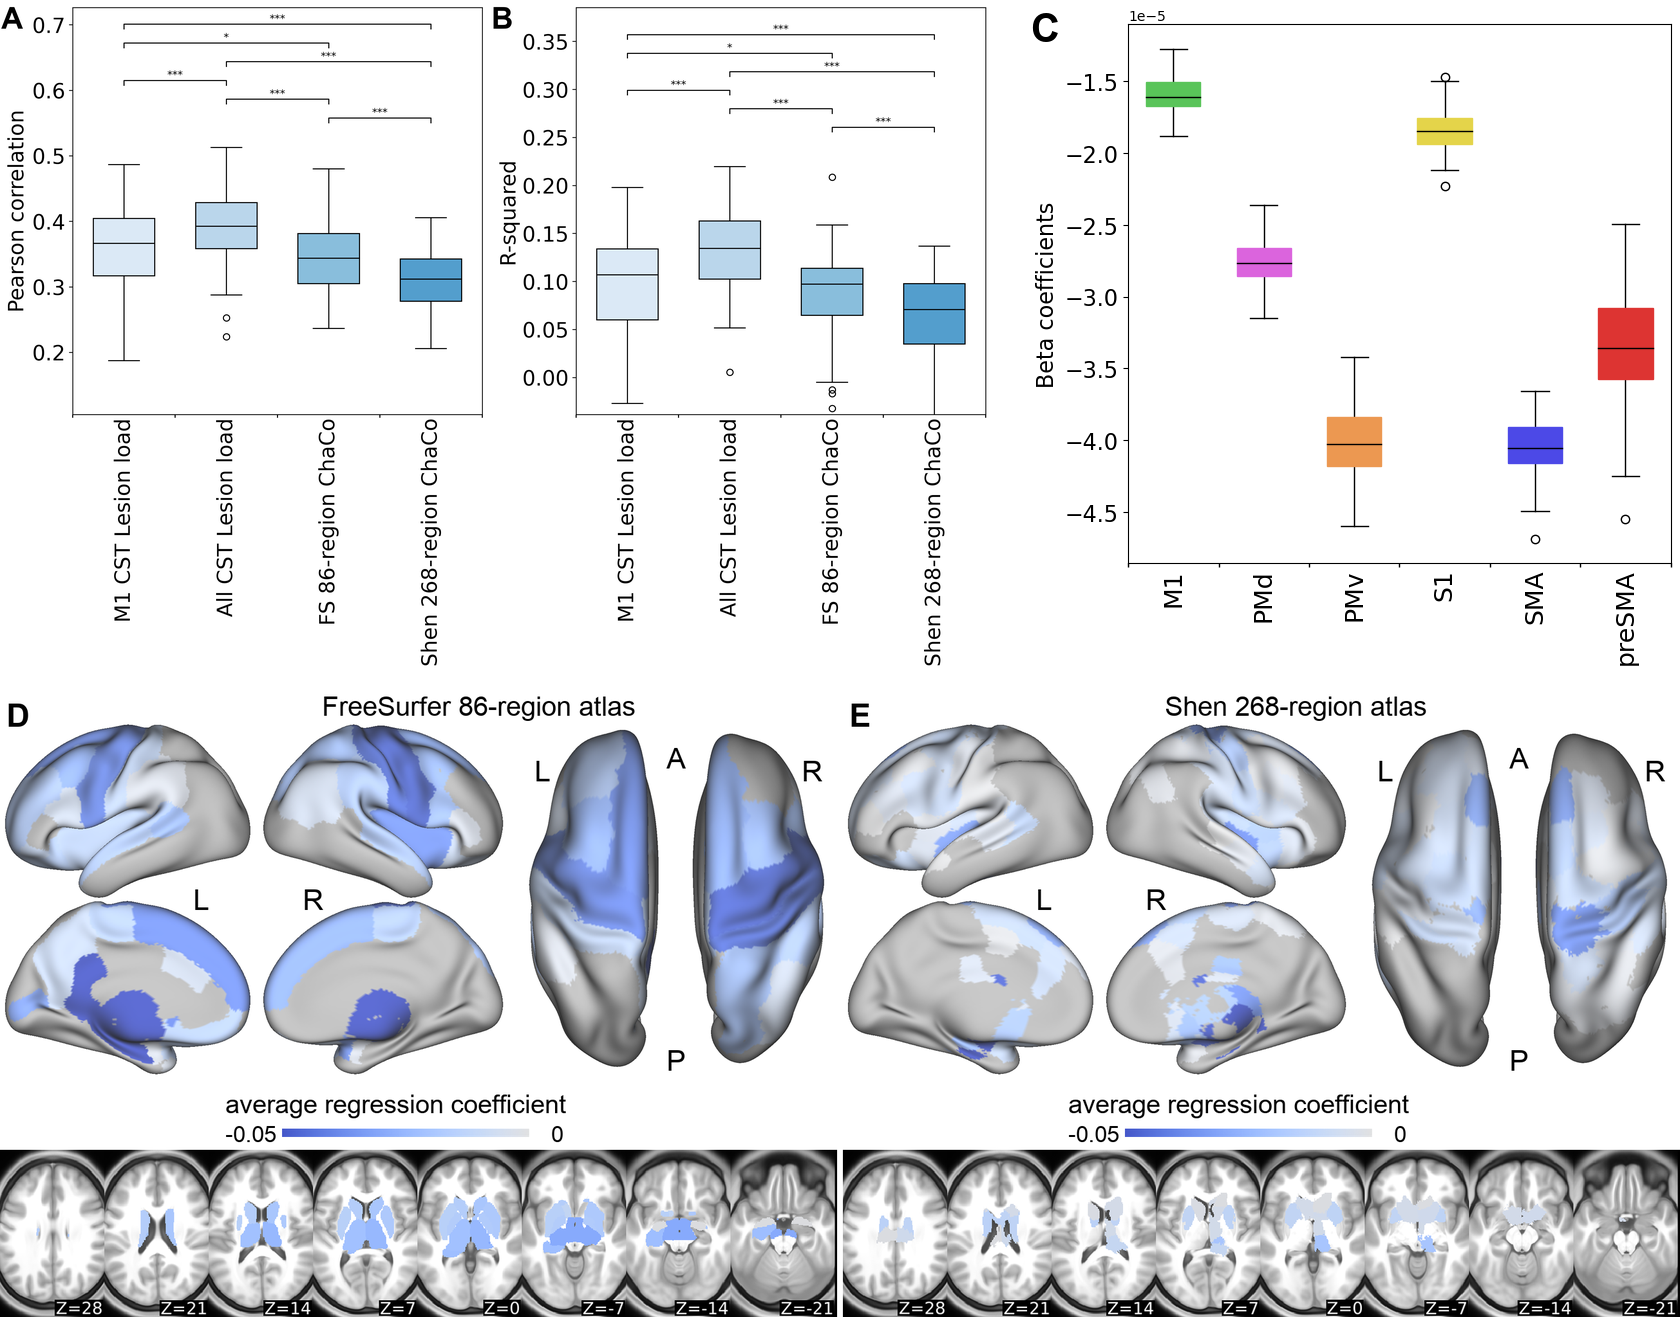 A
Pearson correlation
0.7
0.6
0.5
0.4
0.3
0.2
***
*
***
***
***
***
M1 CST Lesion load
All CST Lesion load
FS 86-region ChaCo
Shen 268-region ChaCo
B
R-squared
0.35
0.30
0.25
0.20
0.15
0.10
0.05
0.00
***
*
***
***
***
***
M1 CST Lesion load
All CST Lesion load
FS 86-region ChaCo
Shen 268-region ChaCo
C
1e−5
Beta coefficients
−1.5
−2.0
−2.5
−3.0
−3.5
−4.0
−4.5
M1
PMd
PMv
S1
SMA
preSMA
D
FreeSurfer 86-region atlas
L
A
R
L
R
P
average regression coefficient
-0.05
0
Z=28
Z=21
Z=14
Z=7
Z=0
Z=-7
Z=-14
Z=-21
E
Shen 268-region atlas
L
A
R
L
R
P
average regression coefficient
-0.05
0
Z=28
Z=21
Z=14
Z=7
Z=0
Z=-7
Z=-14
Z=-21